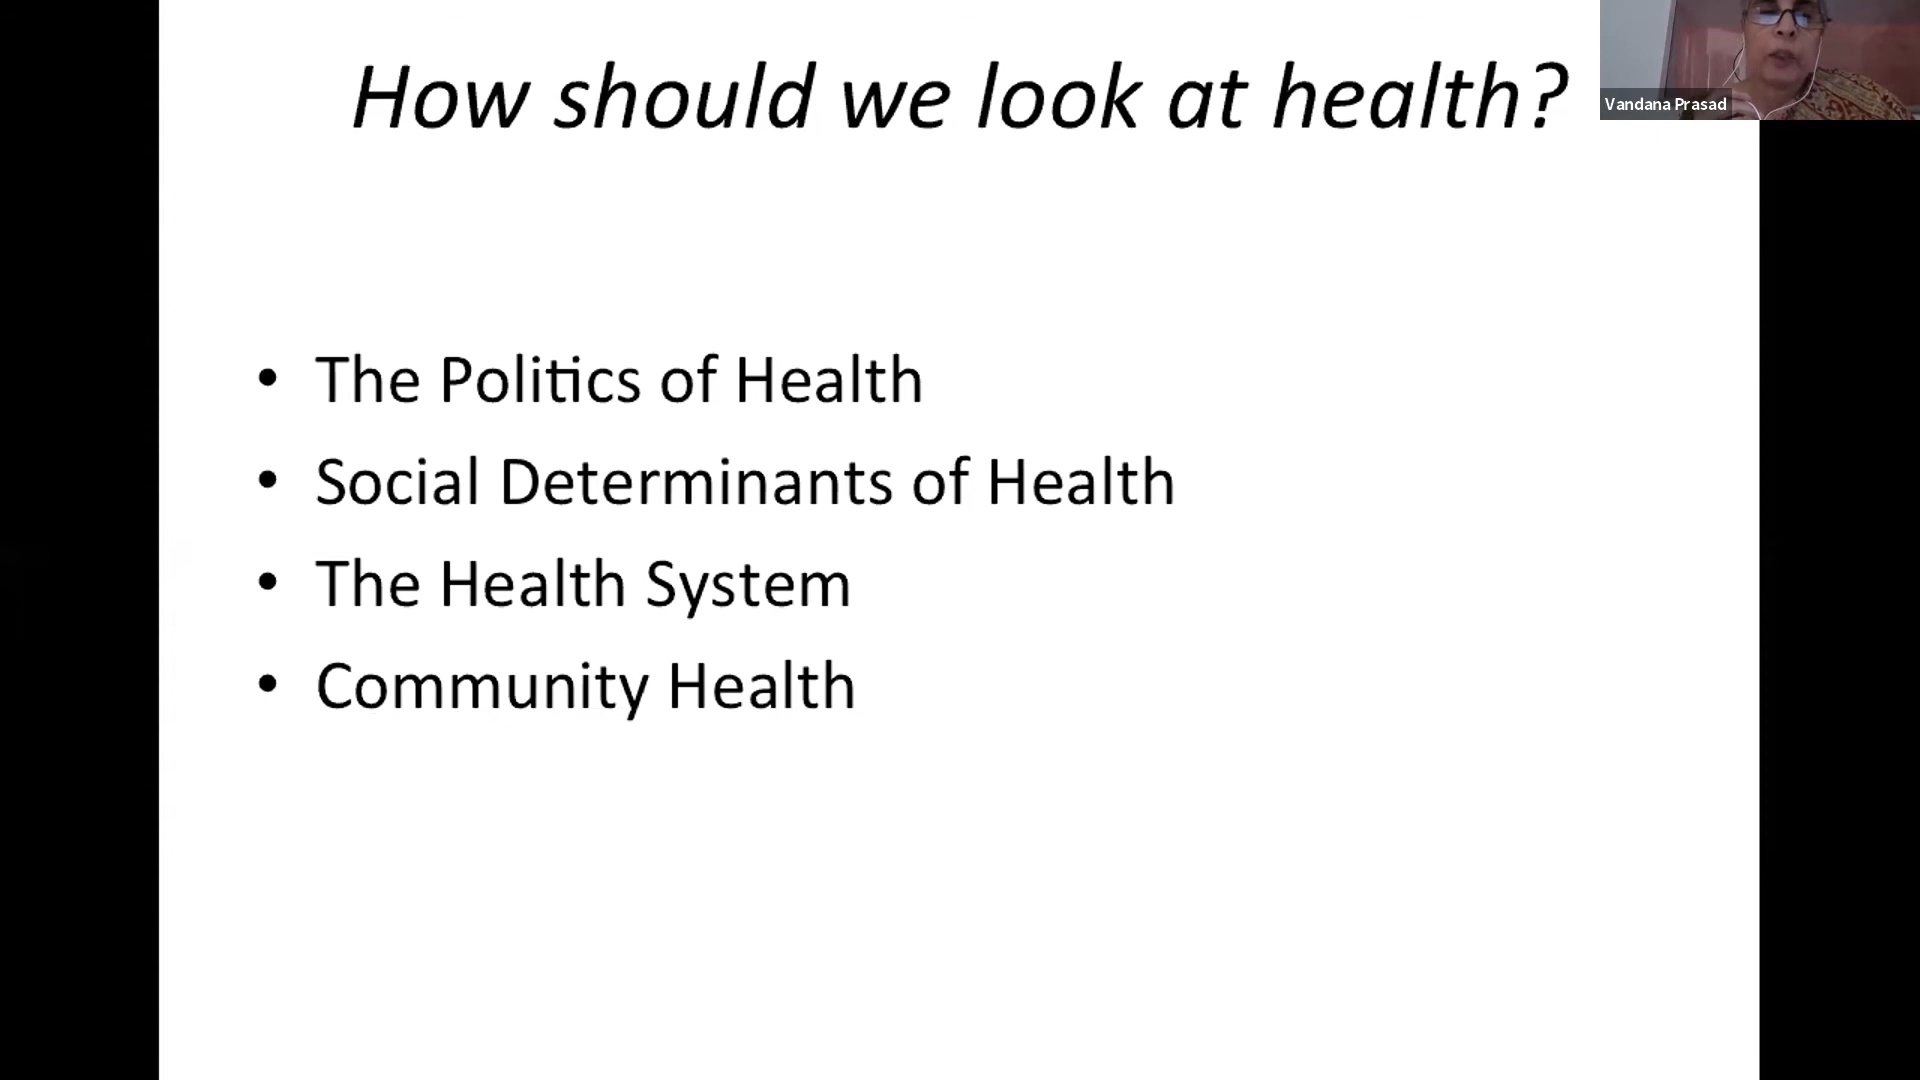 How should we look at health?
Vandana Prasad
• The Politics of Health
• Social Determinants of Health
• The Health System
• Community Health